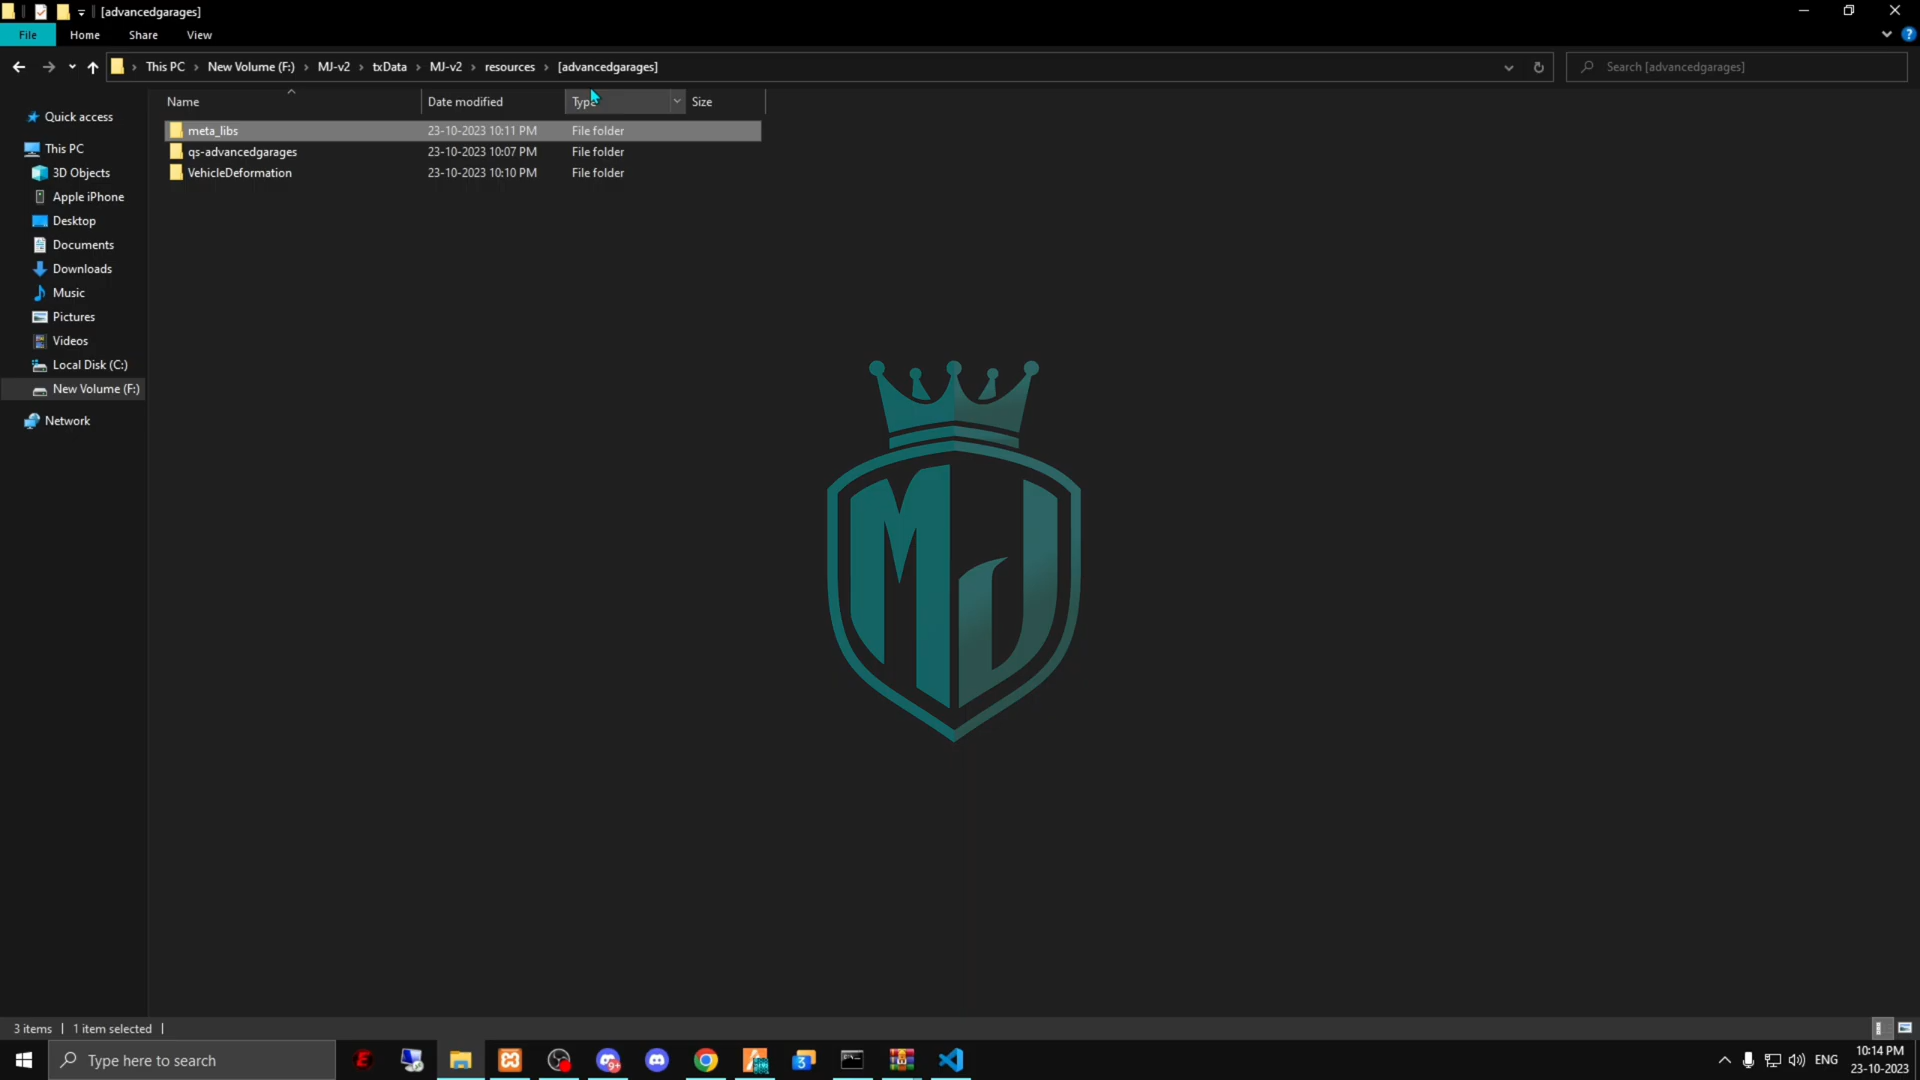 [advancedgarages]
File Home Share View
This PC New Volume (F:) MJ-v2 txData MJ-v2 resources [advancedgarages]
Search [advancedgarages]
Name Date modified Type Size
meta_libs 23-10-2023 10:11 PM File folder
qs-advancedgarages 23-10-2023 10:07 PM File folder
VehicleDeformation 23-10-2023 10:10 PM File folder
Quick access
This PC
3D Objects
Apple iPhone
Desktop
Documents
Downloads
Music
Pictures
Videos
Local Disk (C:)
New Volume (F:)
Network
MJ
3 items 1 item selected
Type here to search
9+
3
ENG
10:14 PM
23-10-2023